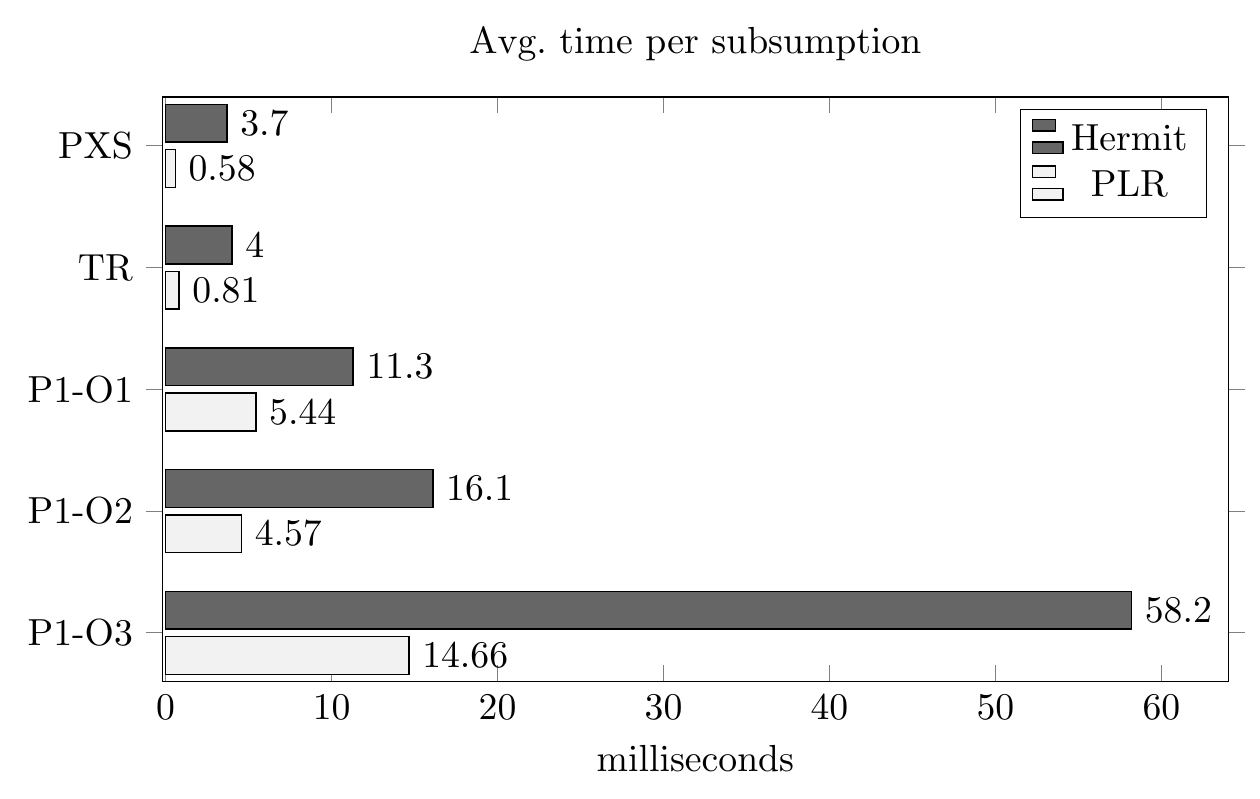 Avg. time per subsumption
Hermit
PLR
PXS
3.7
0.58
TR
4
0.81
P1-O1
11.3
5.44
P1-O2
16.1
4.57
P1-O3
58.2
14.66
0 10 20 30 40 50 60
milliseconds